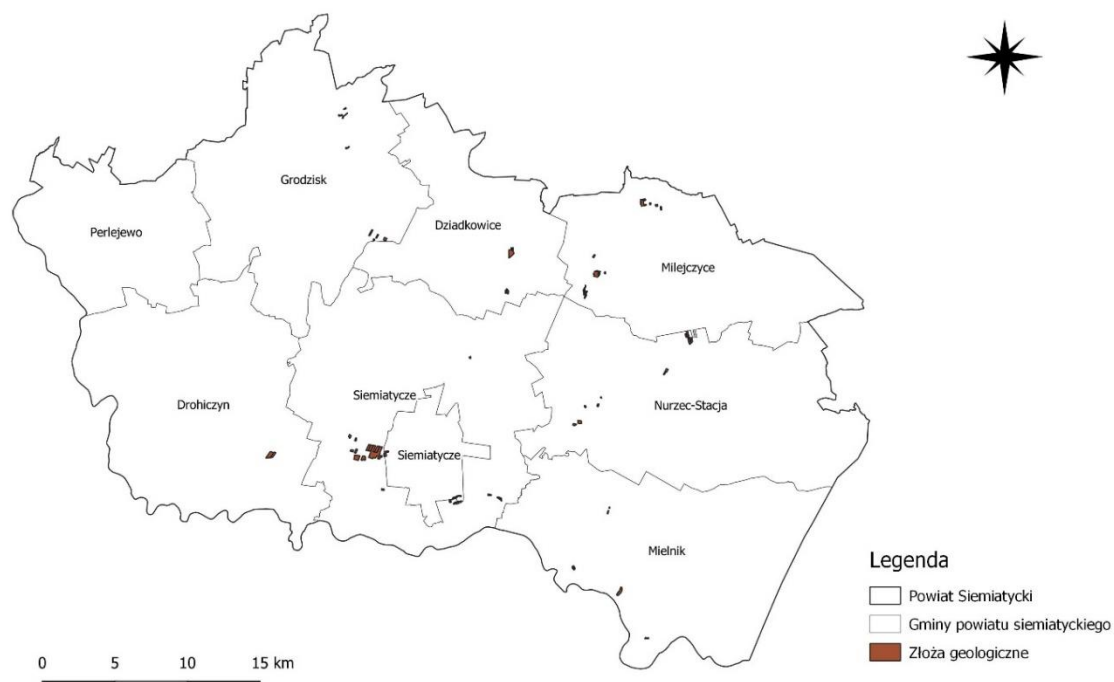 Grodzisk
Perlejewo
Dziadkowice
Milejczyce
Drohiczyn
Siemiatycze
Nurzec-Stacja
Siemiatycze
Mielnik
Legenda
Powiat Siemiatycki
Gminy powiatu siemiatyckiego
Złoża geologiczne
0 5 10 15 km